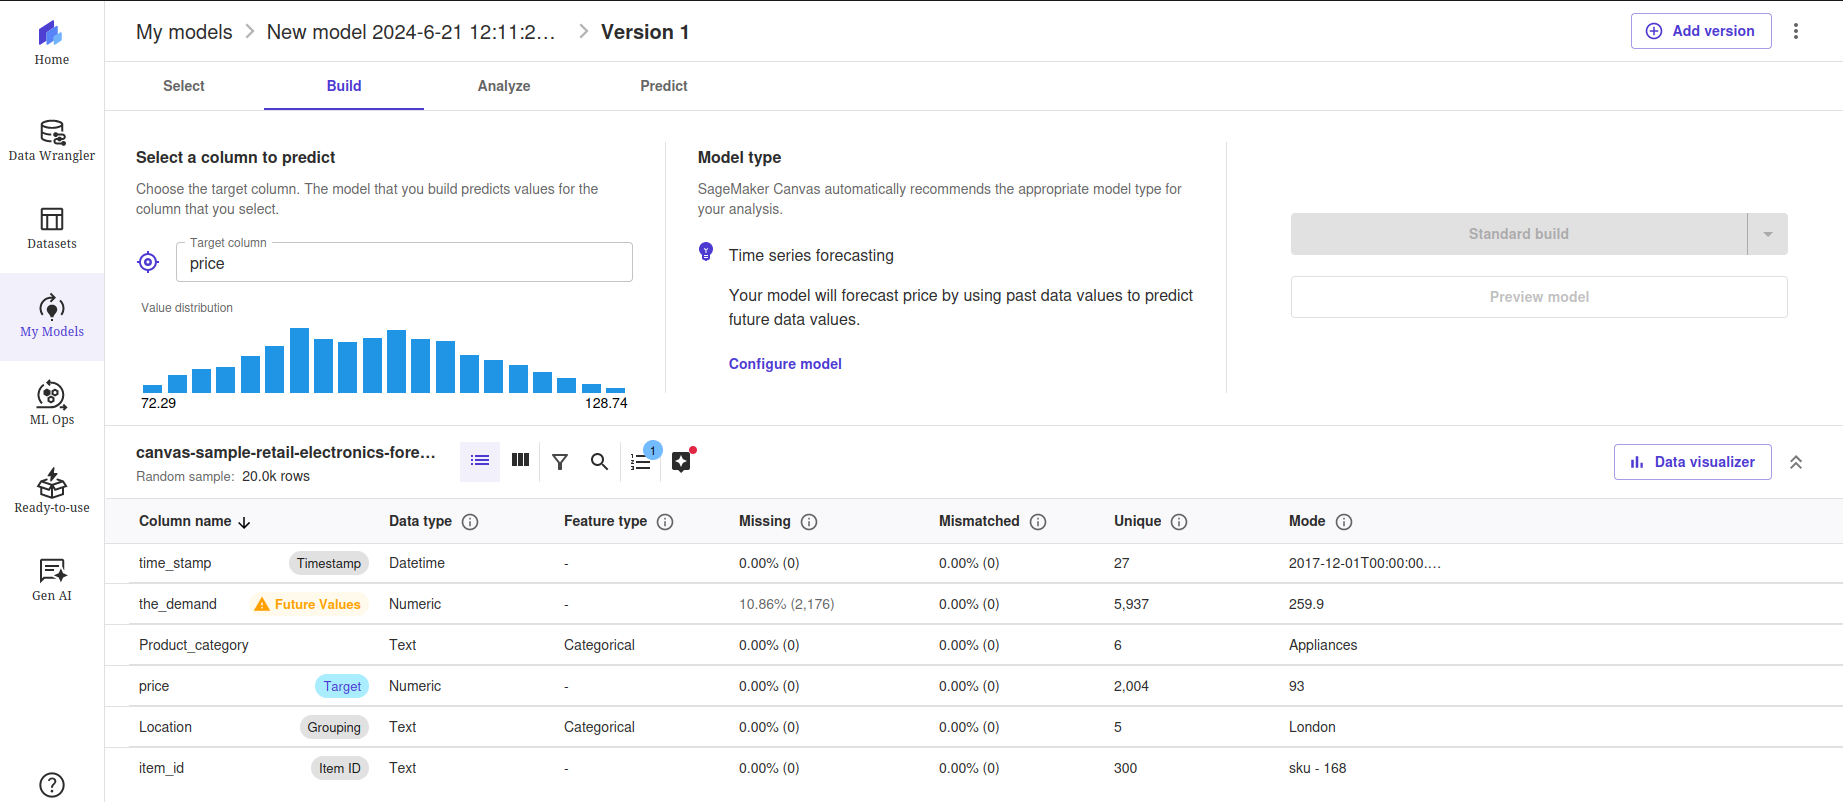 Home
Data Wrangler
Datasets
My Models
ML Ops
Ready-to-use
Gen AI
My models > New model 2024-6-21 12:11:2... > Version 1
Add version
Select Build Analyze Predict
Select a column to predict
Choose the target column. The model that you build predicts values for the
column that you select.
Target column
price
Value distribution
72.29 128.74
Model type
SageMaker Canvas automatically recommends the appropriate model type for
your analysis.
Time series forecasting
Your model will forecast price by using past data values to predict
future data values.
Configure model
Standard build
Preview model
canvas-sample-retail-electronics-fore...
Random sample: 20.0k rows
1
Data visualizer
Column name Data type Feature type Missing Mismatched Unique Mode
time_stamp Timestamp Datetime - 0.00% (0) 0.00% (0) 27 2017-12-01T00:00:00....
the_demand Future Values Numeric - 10.86% (2,176) 0.00% (0) 5,937 259.9
Product_category Text Categorical 0.00% (0) 0.00% (0) 6 Appliances
price Target Numeric - 0.00% (0) 0.00% (0) 2,004 93
Location Grouping Text Categorical 0.00% (0) 0.00% (0) 5 London
item_id Item ID Text - 0.00% (0) 0.00% (0) 300 sku - 168